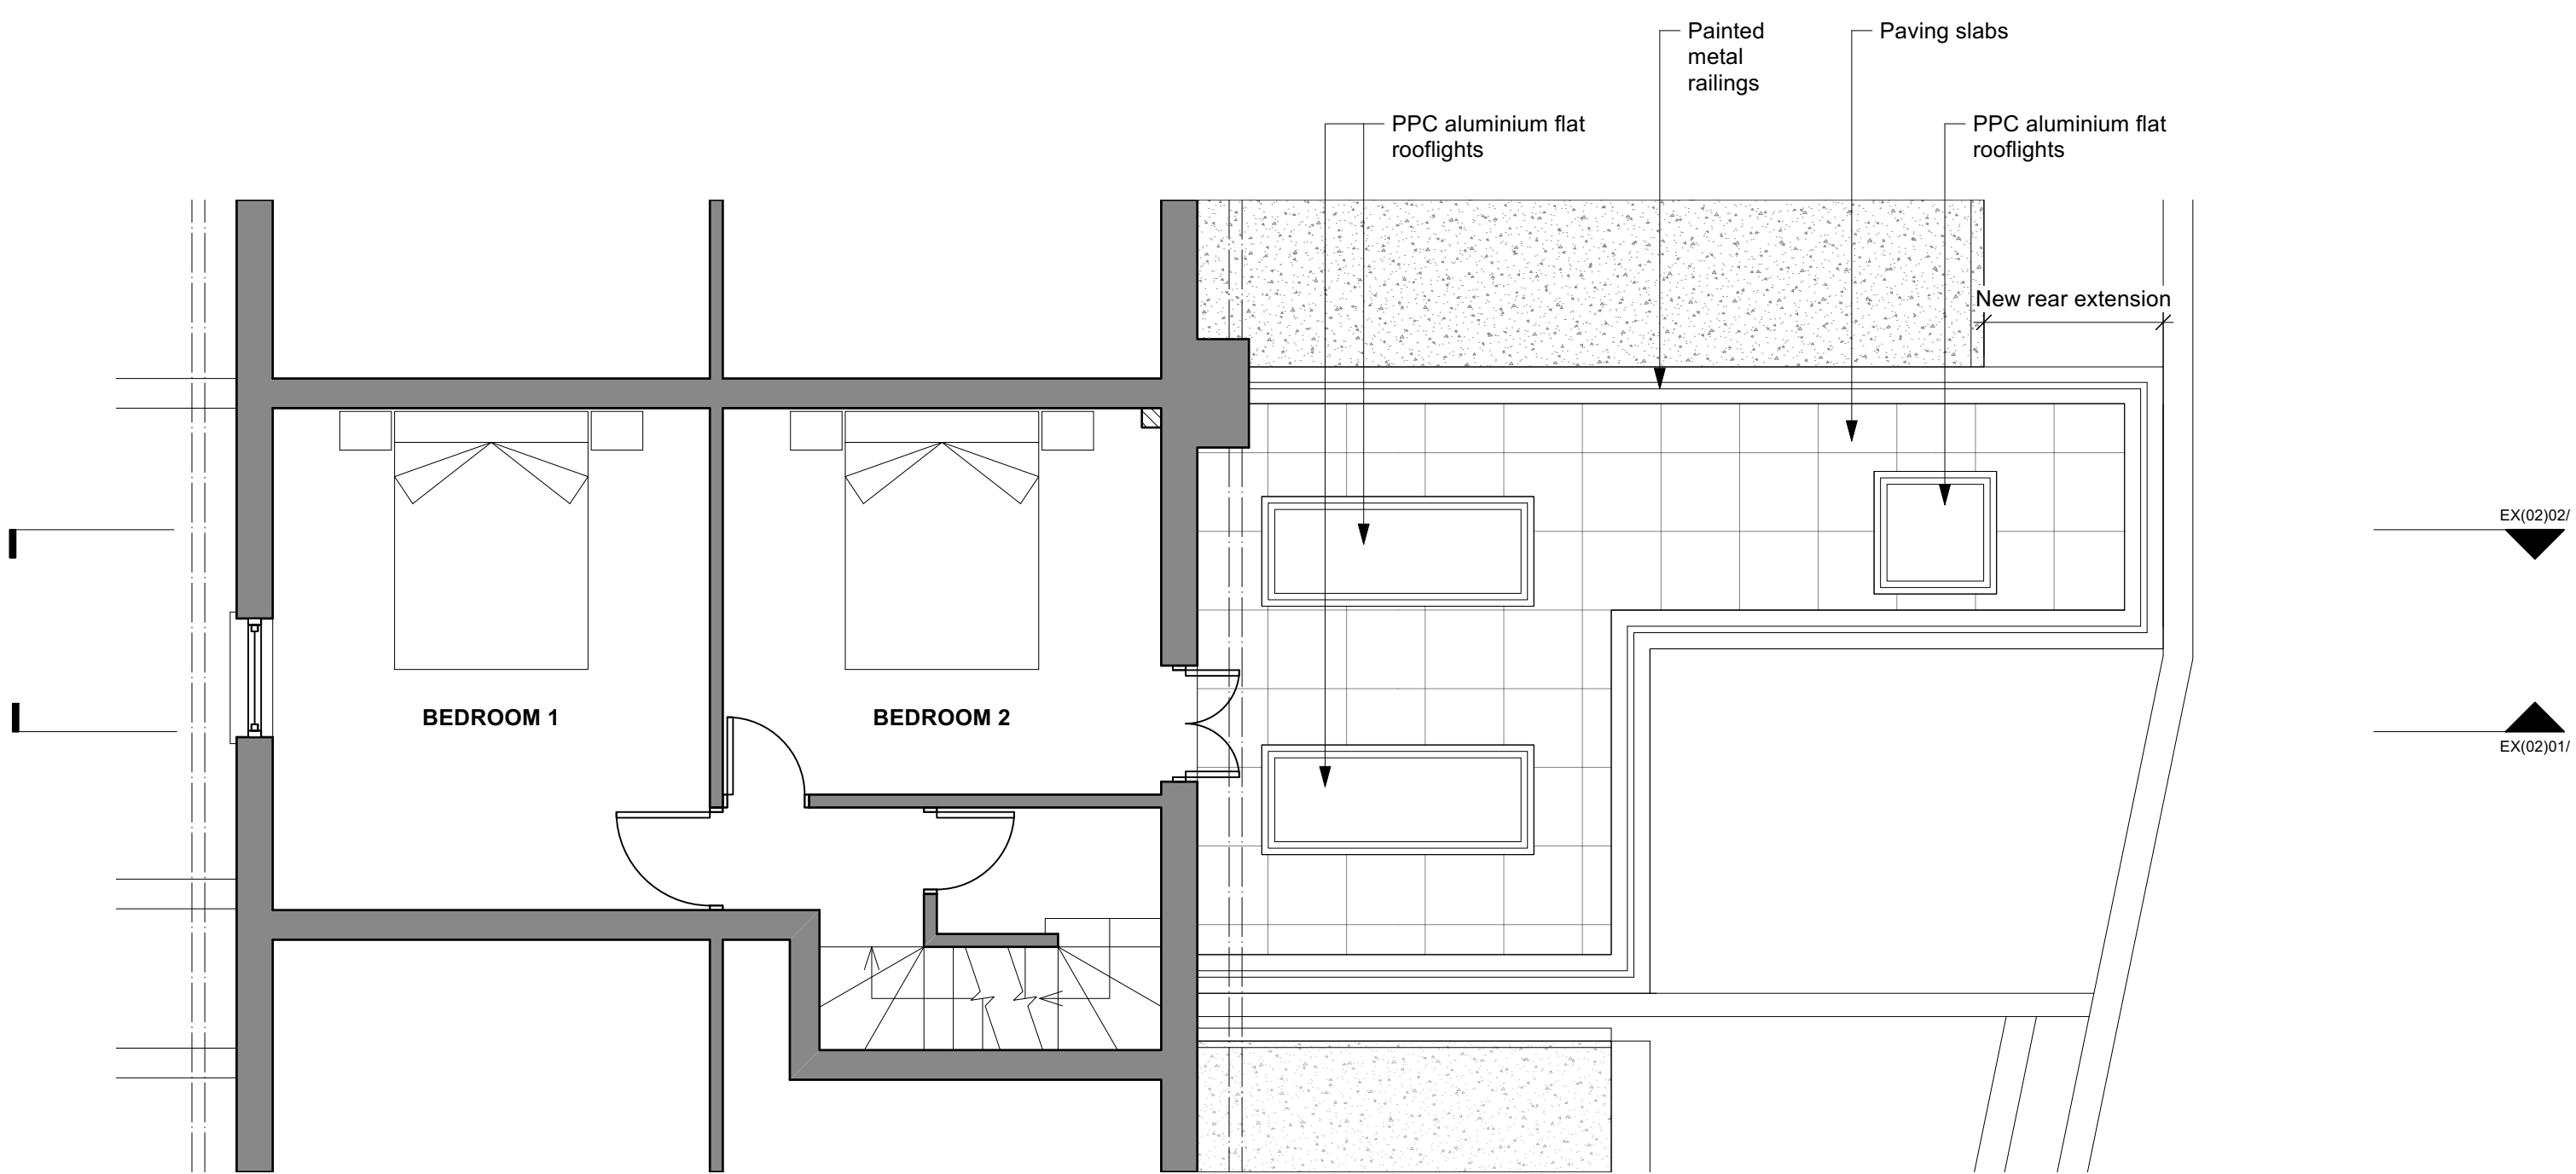 Painted
metal
railings
Paving slabs
PPC aluminium flat
rooflights
PPC aluminium flat
rooflights
New rear extension
EX(02)02/
BEDROOM 1
BEDROOM 2
EX(02)01/